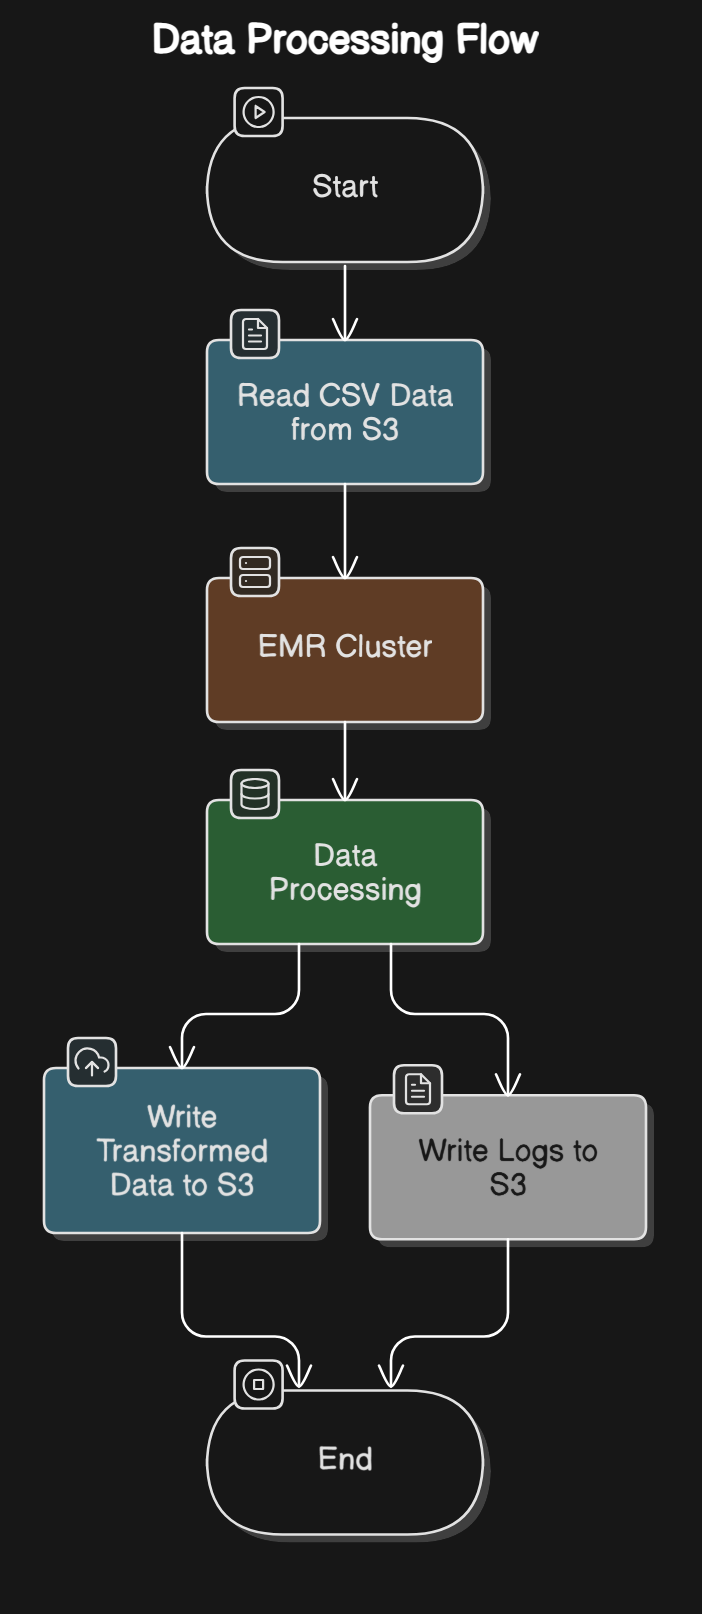 Data Processing Flow
Start
Read CSV Data
from S3
EMR Cluster
Data
Processing
Write
Transformed
Data to S3
Write Logs to
S3
End